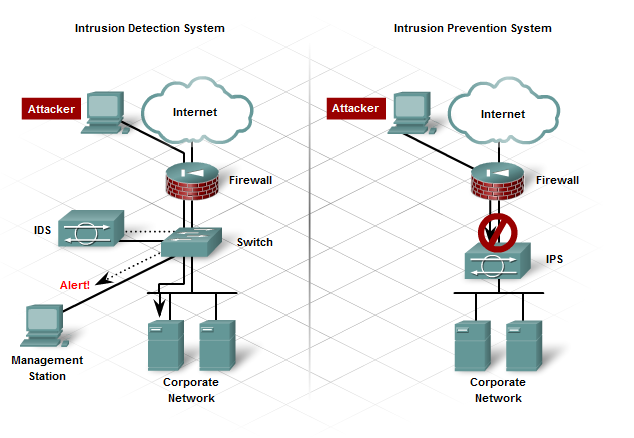 Intrusion Detection System
Attacker
Internet
Firewall
IDS
Switch
Alert!
Management
Station
Corporate
Network
Intrusion Prevention System
Attacker
Internet
Firewall
IPS
Corporate
Network